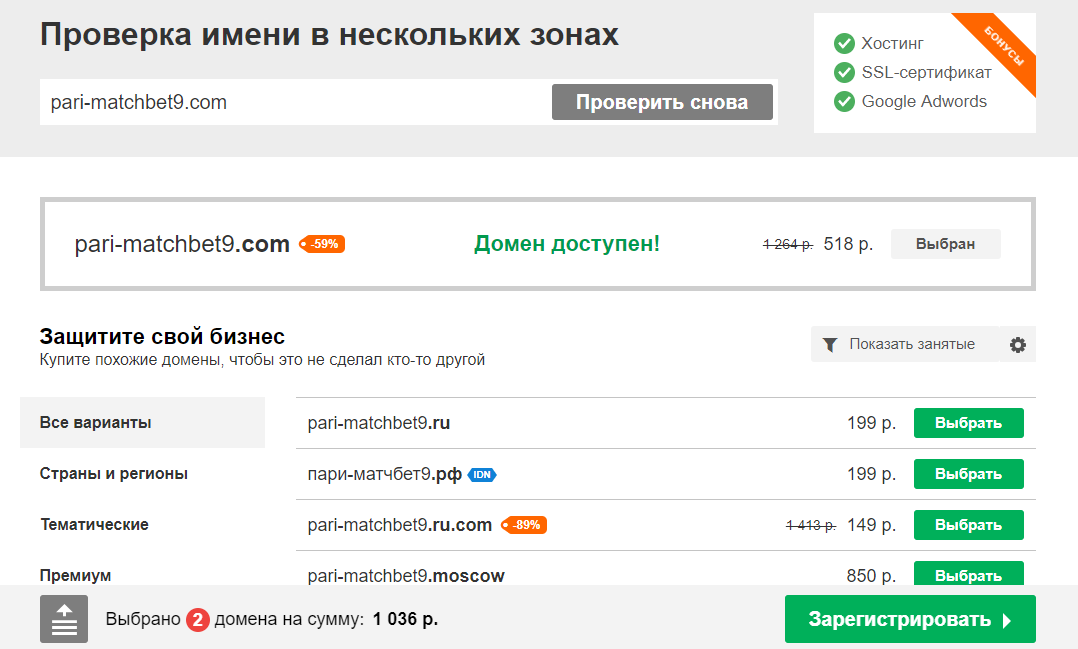 Проверка имени в нескольких зонах
pari-matchbet9.com
Проверить снова
БОНУСЫ
Хостинг
SSL-сертификат
Google Adwords
pari-matchbet9.com -59% Домен доступен! 1 264 р. 518 р. Выбран
Защитите свой бизнес
Купите похожие домены, чтобы это не сделал кто-то другой
Показать занятые
Все варианты
Страны и регионы
Тематические
Премиум
pari-matchbet9.ru 199 р. Выбрать
пари-матчбет9.рф IDN 199 р. Выбрать
pari-matchbet9.ru.com -89% 1 413 р. 149 р. Выбрать
pari-matchbet9.moscow 850 р. Выбрать
Выбрано 2 домена на сумму: 1 036 р.
Зарегистрировать